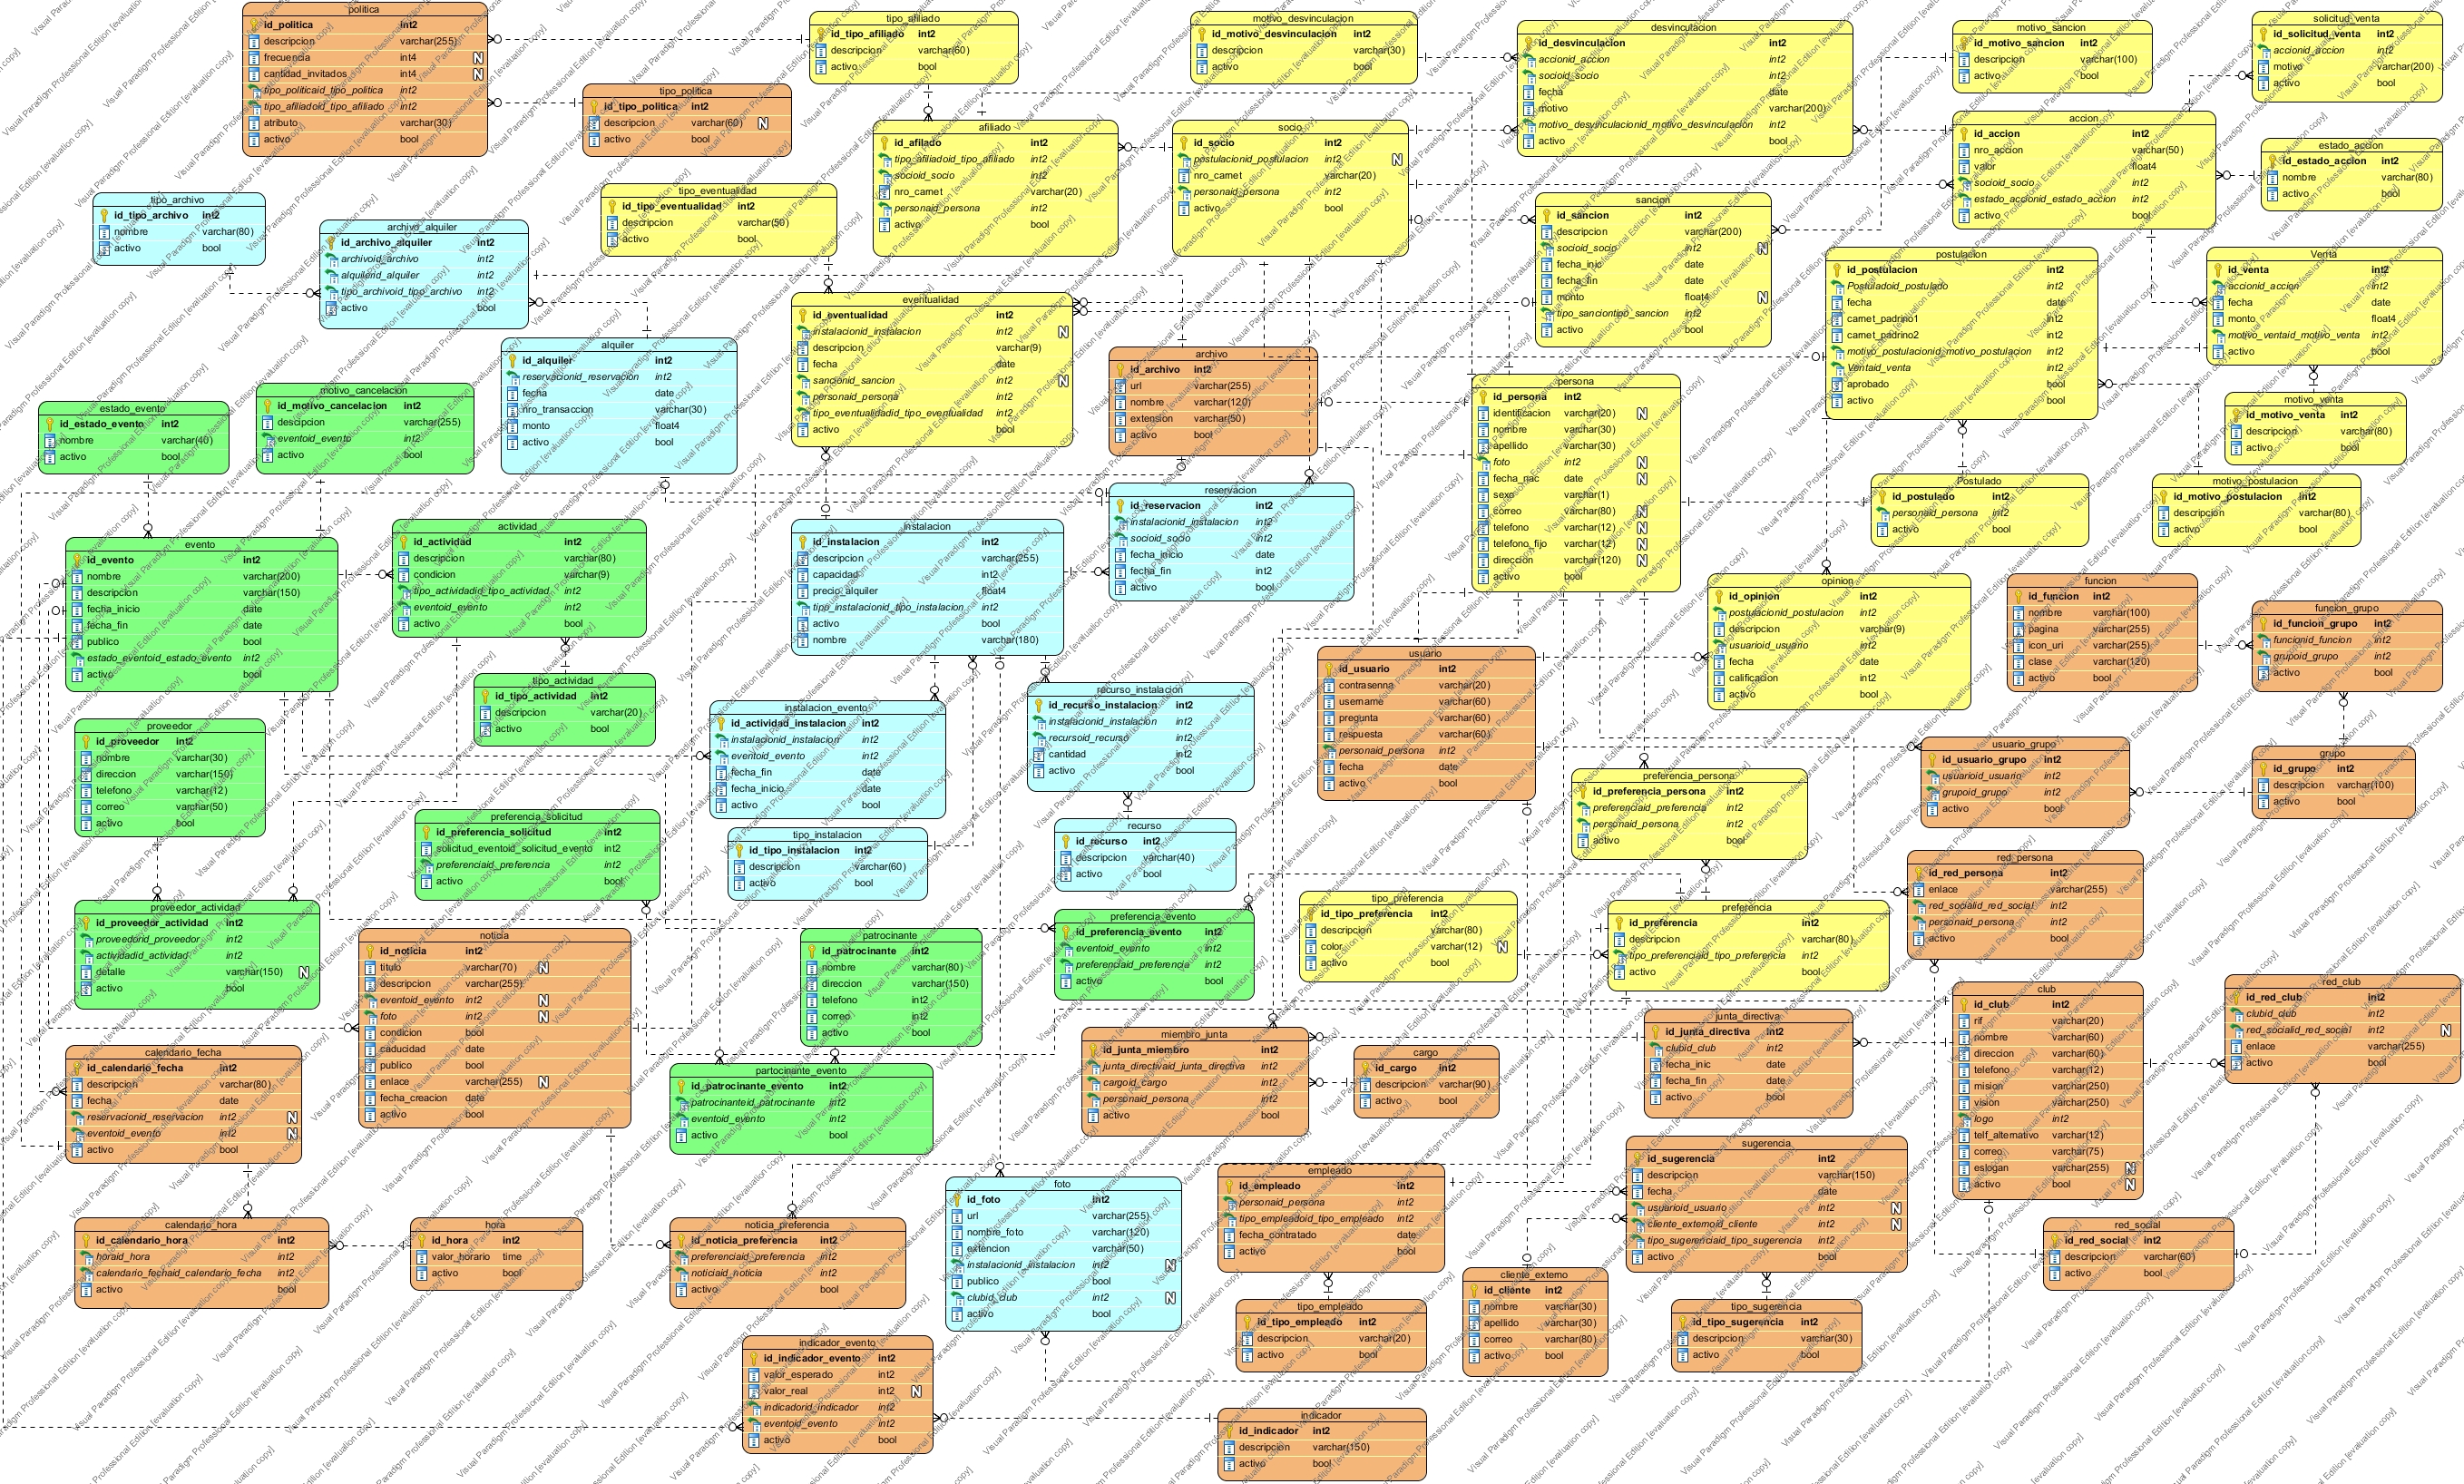 politica
id_politica int2
descripcion varchar(255)
frecuencia int4 N
cantidad_invitados int4 N
tipo_politicaid_tipo_politica int2
tipo_afiliadoid_tipo_afiliado int2
atributo varchar(30)
activo bool
tipo_afiliado
id_tipo_afiliado int2
descripcion varchar(60)
activo bool
motivo_desvinculacion
id_motivo_desvinculacion int2
descripcion varchar(30)
activo bool
desvinculacion
id_desvinculacion int2
accionid_accion int2
socioid_socio int2
fecha date
motivo varchar(200)
motivo_desvinculacionid_motivo_desvinculacion int2
activo bool
motivo_sancion
id_motivo_sancion int2
descripcion varchar(100)
activo bool
solicitud_venta
id_solicitud_venta int2
accionid_accion int2
motivo varchar(200)
activo bool
tipo_politica
id_tipo_politica int2
descripcion varchar(60) N
activo bool
afiliado
id_afilado int2
tipo_afiliadoid_tipo_afiliado int2
socioid_socio int2
nro_carnet varchar(20)
personaid_persona int2
activo bool
socio
id_socio int2
postulacionid_postulacion int2 N
nro_carnet varchar(20)
personaid_persona int2
activo bool
accion
id_accion int2
nro_accion varchar(50)
valor float4
socioid_socio int2
estado_accionid_estado_accion int2
activo bool
estado_accion
id_estado_accion int2
nombre varchar(80)
activo bool
tipo_archivo
id_tipo_archivo int2
nombre varchar(80)
activo bool
archivo_alquiler
id_archivo_alquiler int2
archivoid_archivo int2
alquilerid_alquiler int2
tipo_archivoid_tipo_archivo int2
activo bool
tipo_eventualidad
id_tipo_eventualidad int2
descripcion varchar(50)
activo bool
sancion
id_sancion int2
descripcion varchar(200)
socioid_socio int2 N
fecha_inic date
fecha_fin date
monto float4 N
tipo_sanciontipo_sancion int2
activo bool
postulacion
id_postulacion int2
Postuladoid_postulado int2
fecha date
carnet_padrino1 int2
carnet_padrino2 int2
motivo_postulacionid_motivo_postulacion int2
Ventaid_venta int2
aprobado bool
activo bool
Venta
id_venta int2
accionid_accion int2
fecha date
monto float4
motivo_ventaid_motivo_venta int2
activo bool
eventualidad
id_eventualidad int2
instalacionid_instalacion int2 N
descripcion varchar(9)
fecha date
sancionid_sancion int2 N
personaid_persona int2
tipo_eventualidadid_tipo_eventualidad int2
activo bool
alquiler
id_alquiler int2
reservacionid_reservacion int2
fecha date
nro_transaccion varchar(30)
monto float4
activo bool
archivo
id_archivo int2
url varchar(255)
nombre varchar(120)
extension varchar(50)
activo bool
persona
id_persona int2
identificacion varchar(20) N
nombre varchar(30)
apellido varchar(30)
foto int2 N
fecha_nac date N
sexo varchar(1)
correo varchar(80) N
telefono varchar(12) N
telefono_fijo varchar(12) N
direccion varchar(120) N
activo bool
motivo_venta
id_motivo_venta int2
descripcion varchar(80)
activo bool
estado_evento
id_estado_evento int2
nombre varchar(40)
activo bool
motivo_cancelacion
id_motivo_cancelacion int2
descipcion varchar(255)
eventoid_evento int2
activo bool
Postulado
id_postulado int2
personaid_persona int2
activo bool
motivo_postulacion
id_motivo_postulacion int2
descripcion varchar(80)
activo bool
reservacion
id_reservacion int2
instalacionid_instalacion int2
socioid_socio int2
fecha_inicio date
fecha_fin int2
activo bool
evento
id_evento int2
nombre varchar(200)
descripcion varchar(150)
fecha_inicio date
fecha_fin date
publico bool
estado_eventoid_estado_evento int2
activo bool
actividad
id_actividad int2
descripcion varchar(80)
condicion varchar(9)
tipo_actividadid_tipo_actividad int2
eventoid_evento int2
activo bool
instalacion
id_instalacion int2
descripcion varchar(255)
capacidad int2
precio_alquiler float4
tipo_instalacionid_tipo_instalacion int2
activo bool
nombre varchar(180)
opinion
id_opinion int2
postulacionid_postulacion int2
descripcion varchar(9)
usuarioid_usuario int2
fecha date
calificacion int2
activo bool
funcion
id_funcion int2
nombre varchar(100)
pagina varchar(255)
icon_uri varchar(255)
clase varchar(120)
activo bool
funcion_grupo
id_funcion_grupo int2
funcionid_funcion int2
grupoid_grupo int2
activo bool
tipo_actividad
id_tipo_actividad int2
descripcion varchar(20)
activo bool
usuario
id_usuario int2
contrasenna varchar(20)
username varchar(60)
pregunta varchar(60)
respuesta varchar(60)
personaid_persona int2
fecha date
activo bool
recurso_instalacion
id_recurso_instalacion int2
instalacionid_instalacion int2
recursoid_recurso int2
cantidad int2
activo bool
instalacion_evento
id_actividad_instalacion int2
instalacionid_instalacion int2
eventoid_evento int2
fecha_fin date
fecha_inicio date
activo bool
proveedor
id_proveedor int2
nombre varchar(30)
direccion varchar(150)
telefono varchar(12)
correo varchar(50)
activo bool
usuario_grupo
id_usuario_grupo int2
usuarioid_usuario int2
grupoid_grupo int2
activo bool
grupo
id_grupo int2
descripcion varchar(100)
activo bool
preferencia_persona
id_preferencia_persona int2
preferenciaid_preferencia int2
personaid_persona int2
activo bool
preferencia_solicitud
id_preferencia_solicitud int2
solicitud_eventoid_solicitud_evento int2
preferenciaid_preferencia int2
activo bool
tipo_instalacion
id_tipo_instalacion int2
descripcion varchar(60)
activo bool
recurso
id_recurso int2
descripcion varchar(40)
activo bool
red_persona
id_red_persona int2
enlace varchar(255)
red_socialid_red_social int2
personaid_persona int2
activo bool
tipo_preferencia
id_tipo_preferencia int2
descripcion varchar(80)
color varchar(12) N
activo bool
preferencia
id_preferencia int2
descripcion varchar(80)
tipo_preferenciaid_tipo_preferencia int2
activo bool
proveedor_actividad
id_proveedor_actividad int2
proveedorid_proveedor int2
actividadid_actividad int2
detalle varchar(150) N
activo bool
preferencia_evento
id_preferencia_evento int2
eventoid_evento int2
preferenciaid_preferencia int2
activo bool
noticia
id_noticia int2
titulo varchar(70) N
descripcion varchar(255)
eventoid_evento int2 N
foto int2 N
condicion bool
caducidad date
publico bool
enlace varchar(255) N
fecha_creacion date
activo bool
patrocinante
id_patrocinante int2
nombre varchar(80)
direccion varchar(150)
telefono int2
correo int2
activo bool
red_club
id_red_club int2
clubid_club int2
red_socialid_red_social int2 N
enlace varchar(255)
activo bool
club
id_club int2
rif varchar(20)
nombre varchar(60)
direccion varchar(60)
telefono varchar(12)
mision varchar(250)
vision varchar(250)
logo int2
telf_alternativo varchar(12)
correo varchar(75)
eslogan varchar(255) N
activo bool N
junta_directiva
id_junta_directiva int2
clubid_club int2
fecha_inic date
fecha_fin date
activo bool
miembro_junta
id_junta_miembro int2
junta_directivaid_junta_directiva int2
cargoid_cargo int2
personaid_persona int2
activo bool
cargo
id_cargo int2
descripcion varchar(90)
activo bool
calendario_fecha
id_calendario_fecha int2
descripcion varchar(80)
fecha date
reservacionid_reservacion int2 N
eventoid_evento int2 N
activo bool
partocinante_evento
id_patrocinante_evento int2
patrocinanteid_patrocinante int2
eventoid_evento int2
activo bool
sugerencia
id_sugerencia int2
descripcion varchar(150)
fecha date
usuarioid_usuario int2 N
cliente_externoid_cliente int2 N
tipo_sugerenciaid_tipo_sugerencia int2
activo bool
empleado
id_empleado int2
personaid_persona int2
tipo_empleadoid_tipo_empleado int2
fecha_contratado date
activo bool
foto
id_foto int2
url varchar(255)
nombre_foto varchar(120)
extencion varchar(50)
instalacionid_instalacion int2 N
publico bool
clubid_club int2 N
activo bool
calendario_hora
id_calendario_hora int2
horaid_hora int2
calendario_fechaid_calendario_fecha int2
activo bool
hora
id_hora int2
valor_horario time
activo bool
noticia_preferencia
id_noticia_preferencia int2
preferenciaid_preferencia int2
noticiaid_noticia int2
activo bool
red_social
id_red_social int2
descripcion varchar(60)
activo bool
cliente_externo
id_cliente int2
nombre varchar(30)
apellido varchar(30)
correo varchar(80)
activo bool
tipo_empleado
id_tipo_empleado int2
descripcion varchar(20)
activo bool
tipo_sugerencia
id_tipo_sugerencia int2
descripcion varchar(30)
activo bool
indicador_evento
id_indicador_evento int2
valor_esperado int2
valor_real int2 N
indicadorid_indicador int2
eventoid_evento int2
activo bool
indicador
id_indicador int2
descripcion varchar(150)
activo bool
Visual Paradigm Professional Edition [evaluation copy]